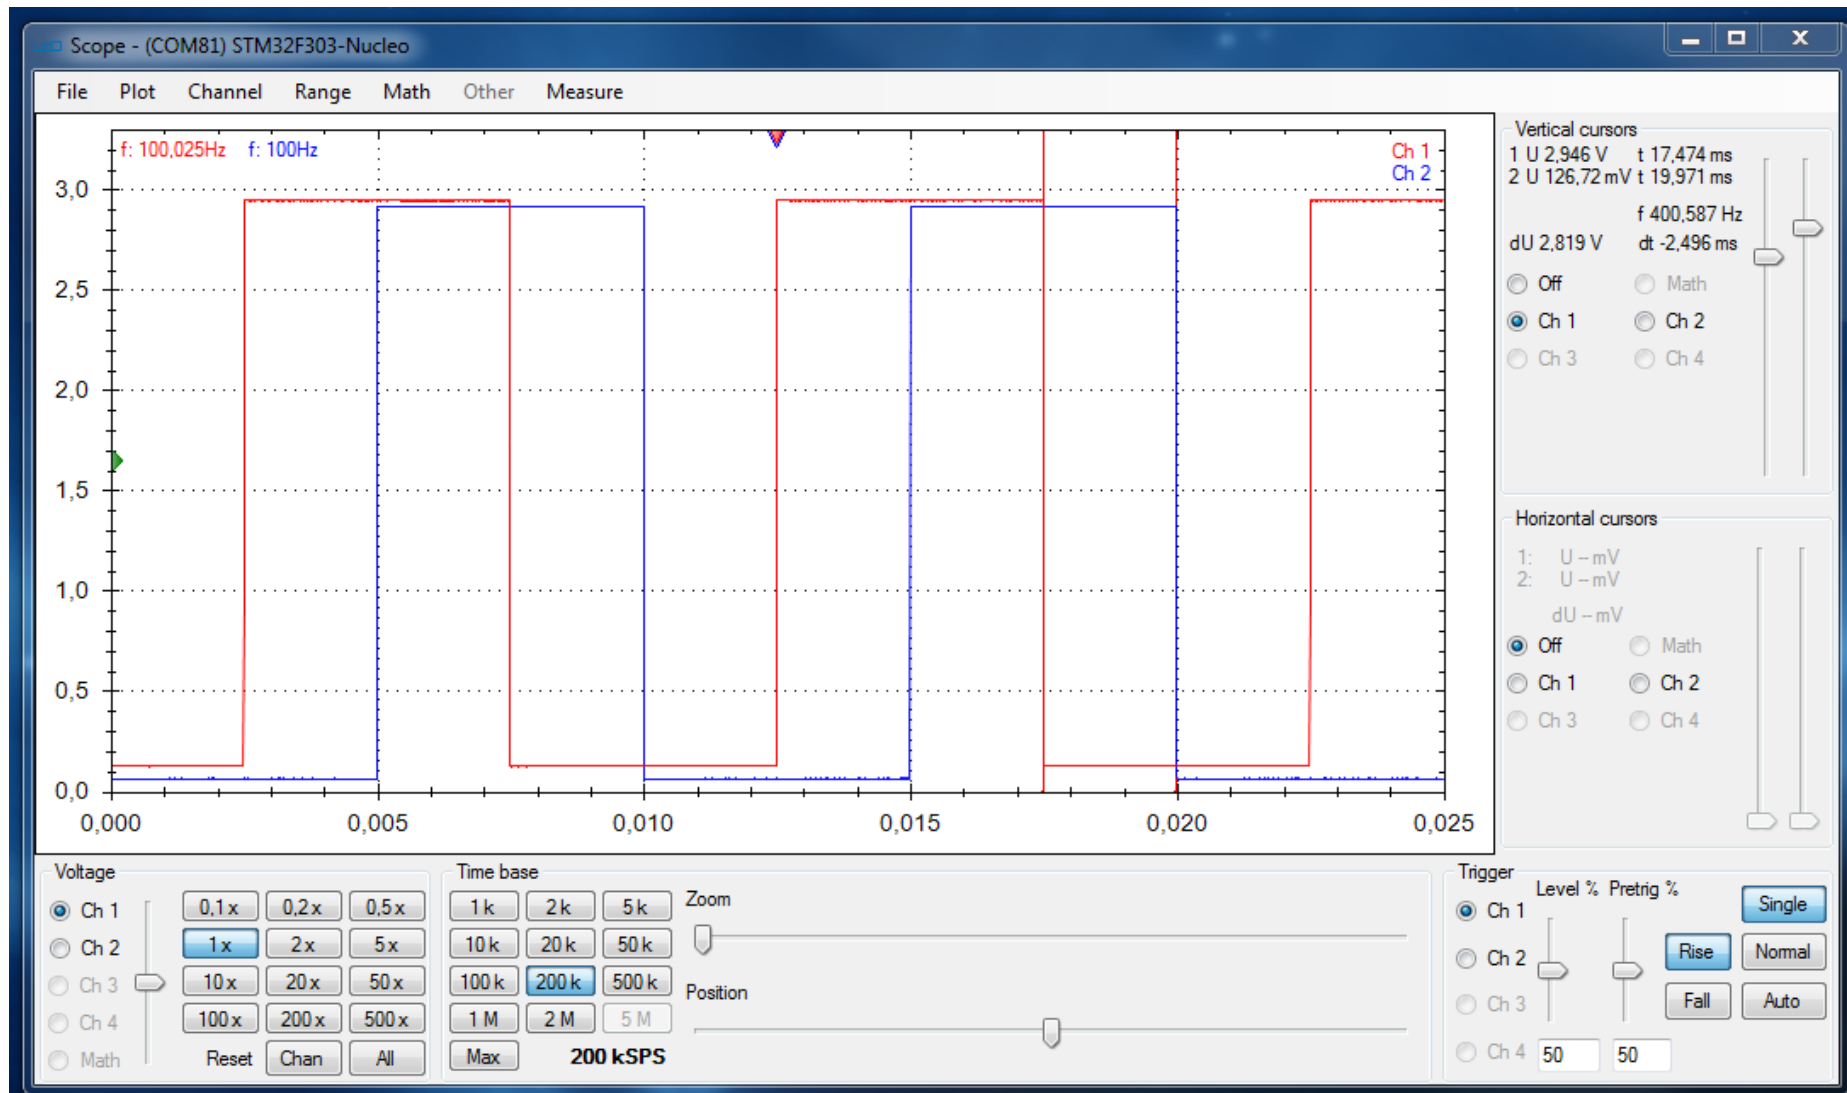 Scope - (COM81) STM32F303-Nucleo
File Plot Channel Range Math Other Measure
f: 100,025Hz f: 100Hz
Ch 1
Ch 2
3,0
2,5
2,0
1,5
1,0
0,5
0,0
0,000 0,005 0,010 0,015 0,020 0,025
Vertical cursors
1 U 2,946 V t 17,474 ms
2 U 126,72 mV t 19,971 ms
f 400,587 Hz
dU 2,819 V dt -2,496 ms
Off Math
Ch 1 Ch 2
Ch 3 Ch 4
Horizontal cursors
1: U -- mV
2: U -- mV
dU -- mV
Off Math
Ch 1 Ch 2
Ch 3 Ch 4
Voltage
Ch 1 0,1 x 0,2 x 0,5 x
Ch 2 1 x 2 x 5 x
Ch 3 10 x 20 x 50 x
Ch 4 100 x 200 x 500 x
Math Reset Chan All
Time base
1 k 2 k 5 k
10 k 20 k 50 k
100 k 200 k 500 k
1 M 2 M 5 M
Max 200 kSPS
Zoom
Position
Trigger
Level % Pretrig %
Ch 1 Single
Ch 2 Rise Normal
Ch 3 Fall Auto
Ch 4 50 50